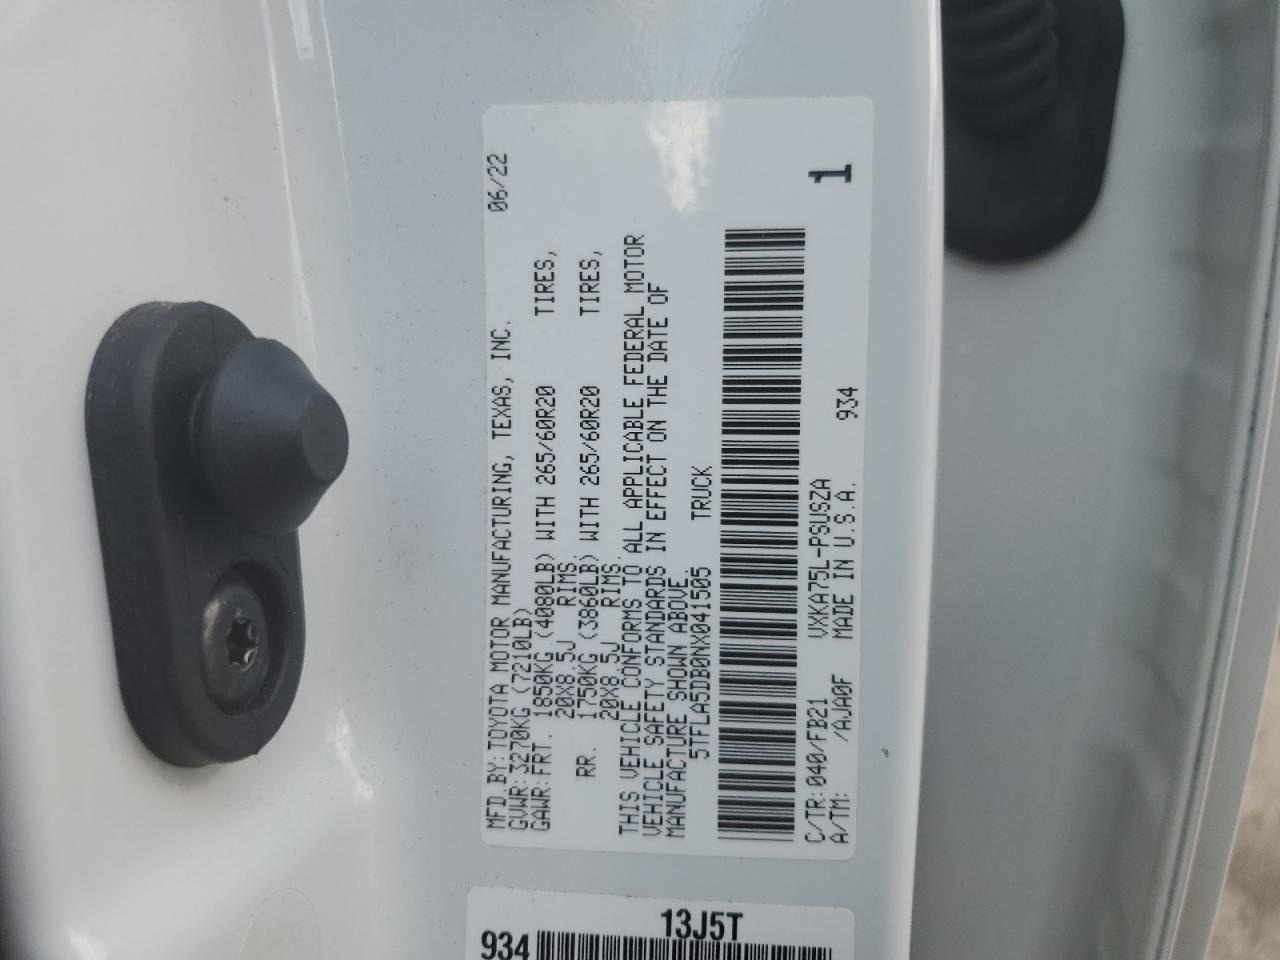 MFD.BY:TOYOTA MOTOR MANUFACTURING, TEXAS, INC. 06/22
GVWR:3270KG (7210LB)
GAWR:FRT. 1850KG (4080LB) WITH 265/60R20 TIRES,
20X8.5J RIMS.
RR. 1750KG (3860LB) WITH 265/60R20 TIRES,
20X8.5J RIMS.
THIS VEHICLE CONFORMS TO ALL APPLICABLE FEDERAL MOTOR
VEHICLE SAFETY STANDARDS IN EFFECT ON THE DATE OF
MANUFACTURE SHOWN ABOVE.
5TFLA5DB0NX041505 TRUCK
C/TR:040/FB21 VXKA75L-PSUSZA 1
A/TM: /AJA0F MADE IN U.S.A. 934
13J5T
934